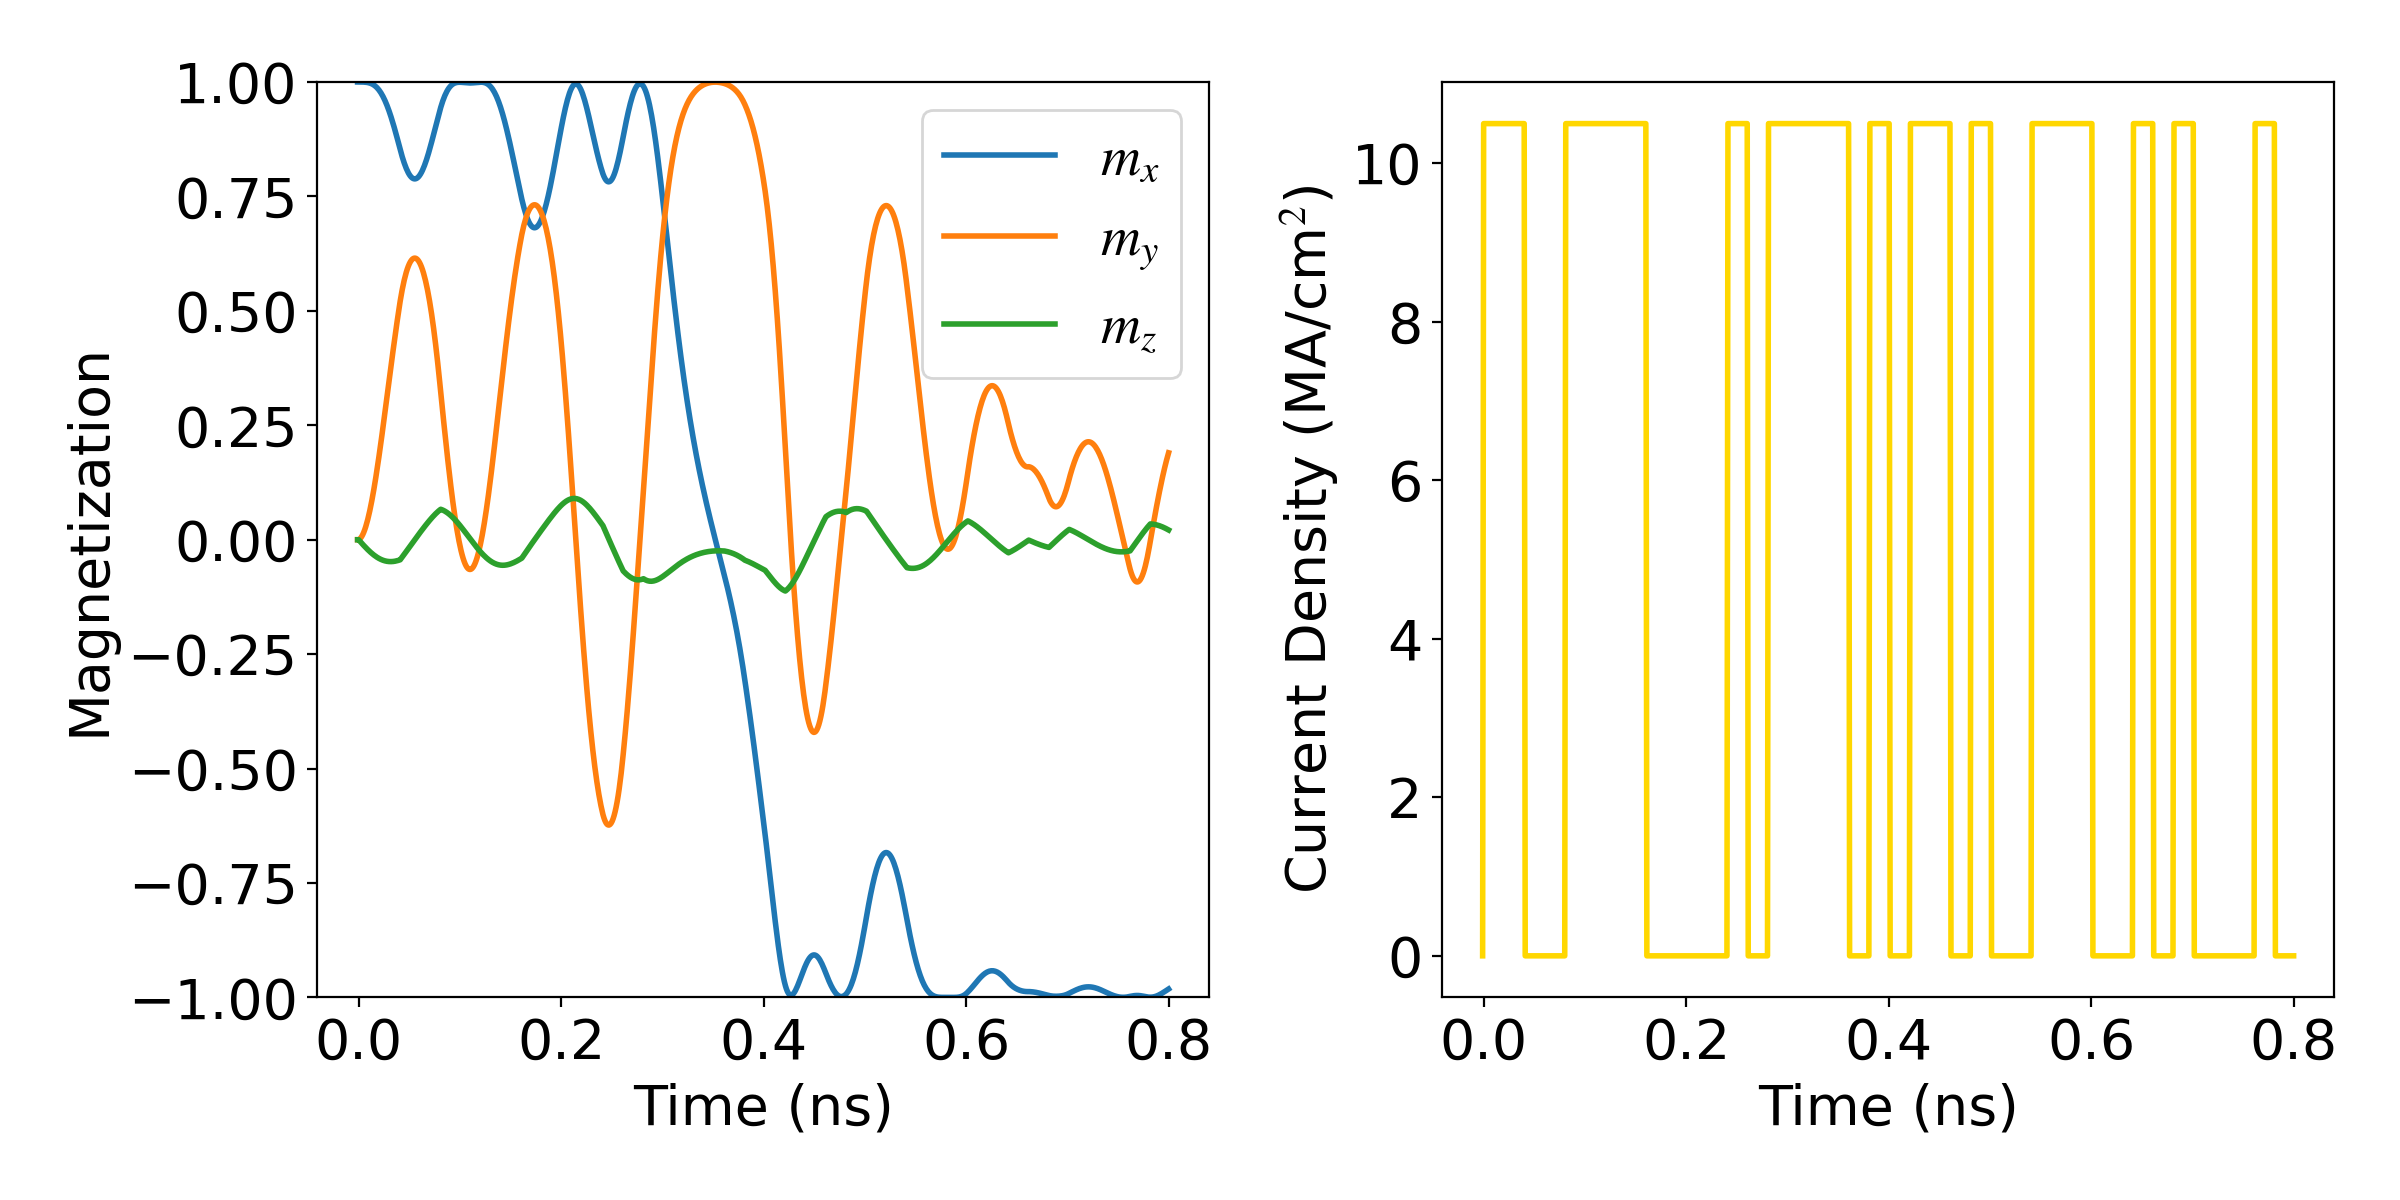 Magnetization
1.00
0.75
0.50
0.25
0.00
−0.25
−0.50
−0.75
−1.00
0.0 0.2 0.4 0.6 0.8
Time (ns)
m_x
m_y
m_z
Current Density (MA/cm²)
10
8
6
4
2
0
0.0 0.2 0.4 0.6 0.8
Time (ns)